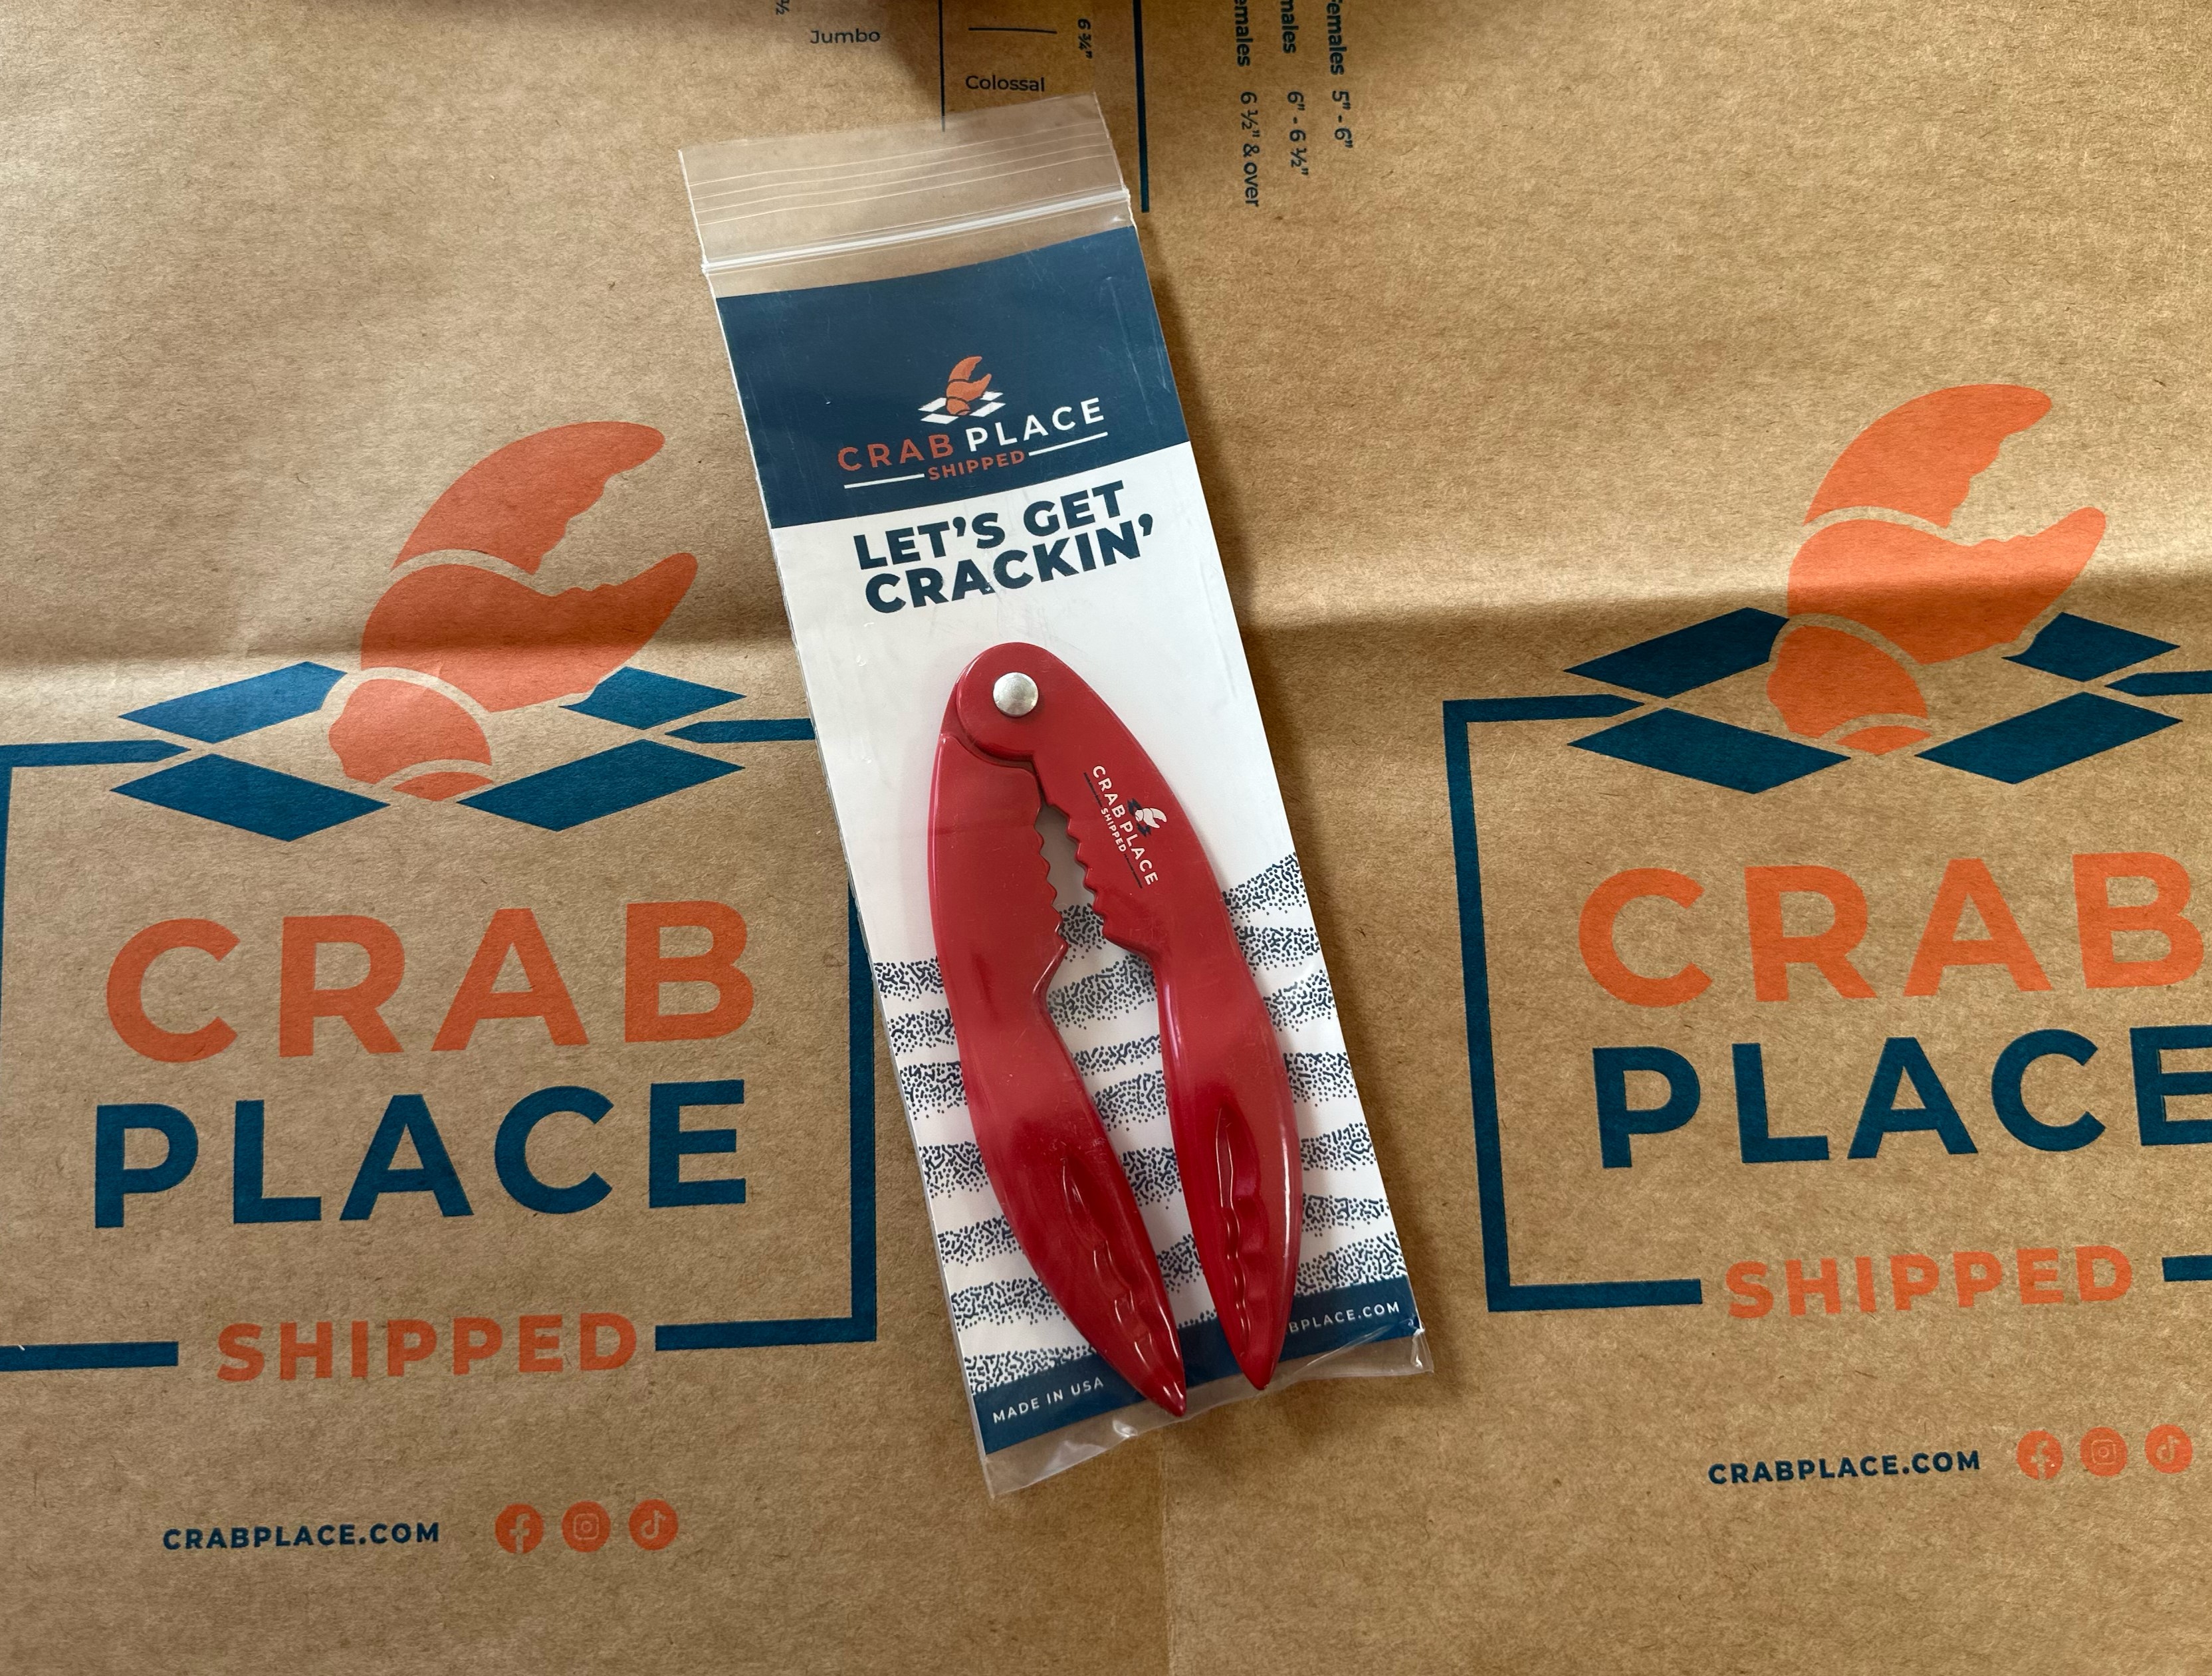 Jumbo
6 ¾"
Colossal
Females 5" - 6"
males 6" - 6 ½"
emales 6 ½" & over
CRAB PLACE
SHIPPED
LET'S GET
CRACKIN'
CRAB PLACE
SHIPPED
MADE IN USA
BPLACE.COM
CRAB
PLACE
SHIPPED
CRABPLACE.COM
CRAB
PLACE
SHIPPED
CRABPLACE.COM